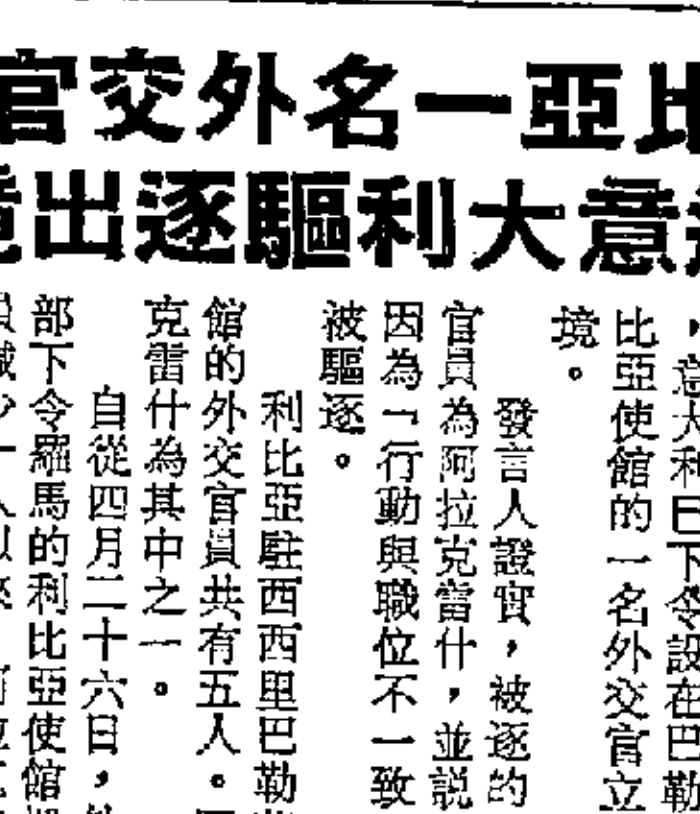 比亞一名外交官
意大利驅逐出境
，意大利已下令設在巴勒
比亞使館的一名外交官立
境。
發言人證實，被逐的
官員為阿拉克雷什，並説
因為「行動與職位不一致
被驅逐。
利比亞駐西西里巴勒
館的外交官員共有五人。
克雷什為其中之一。
自從四月二十六日，
部下令羅馬的利比亞使館